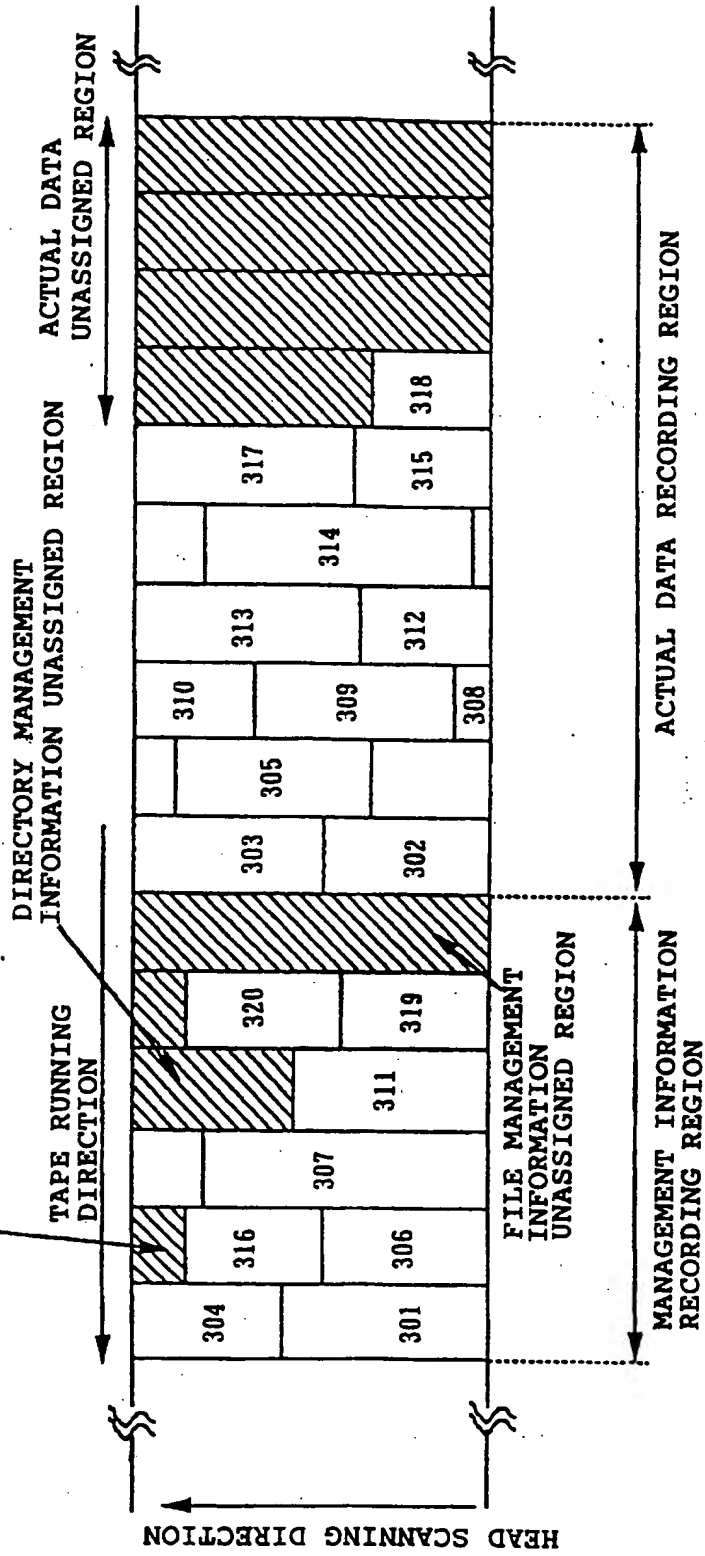 HEAD SCINNING DIRECTION
TAPE RUNNING
DIRECTION
DIRECTORY MANAGEMENT
INFORMATION UNASSIGNED REGION
ACTUAL DATA
UNASSIGNED REGION
304
301
316
306
307
311
320
319
303
302
305
310
309
308
313
312
314
317
315
318
FILE MANAGEMENT
INFORMATION
UNASSIGNED REGION
MANAGEMENT INFORMATION
RECORDING REGION
ACTUAL DATA RECORDING REGION